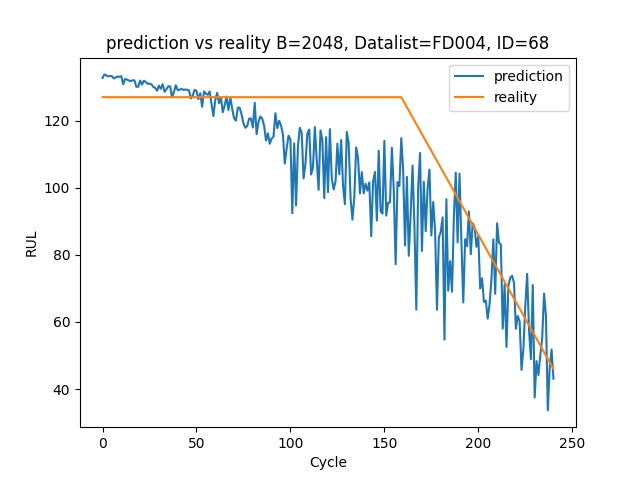 prediction vs reality B=2048, Datalist=FD004, ID=68
prediction
reality
RUL
120
100
80
60
40
0
50
100
150
200
250
Cycle